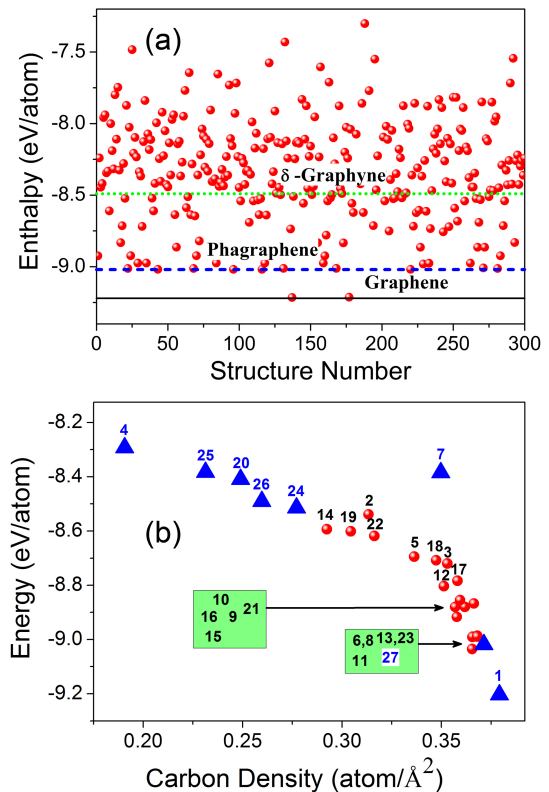 (a)
-7.5
-8.0
-8.5
-9.0
Enthalpy (eV/atom)
δ-Graphyne
Phagraphene
Graphene
0 50 100 150 200 250 300
Structure Number
-8.2
-8.4
-8.6
-8.8
-9.0
-9.2
Energy (eV/atom)
4
25
20
26
24
7
2
14
19
22
5
18
3
12
17
(b)
10
16 9 21
15
6,8 13,23
11 27
1
0.20 0.25 0.30 0.35
Carbon Density (atom/Å²)